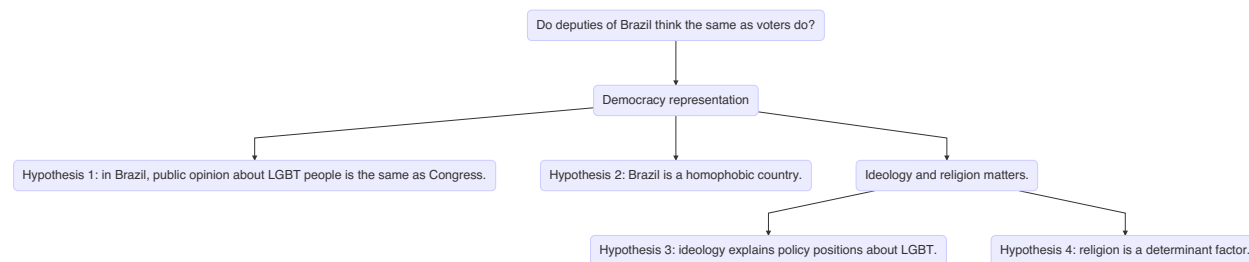 Do deputies of Brazil think the same as voters do?
Democracy representation
Hypothesis 1: in Brazil, public opinion about LGBT people is the same as Congress.
Hypothesis 2: Brazil is a homophobic country.
Ideology and religion matters.
Hypothesis 3: ideology explains policy positions about LGBT.
Hypothesis 4: religion is a determinant factor.